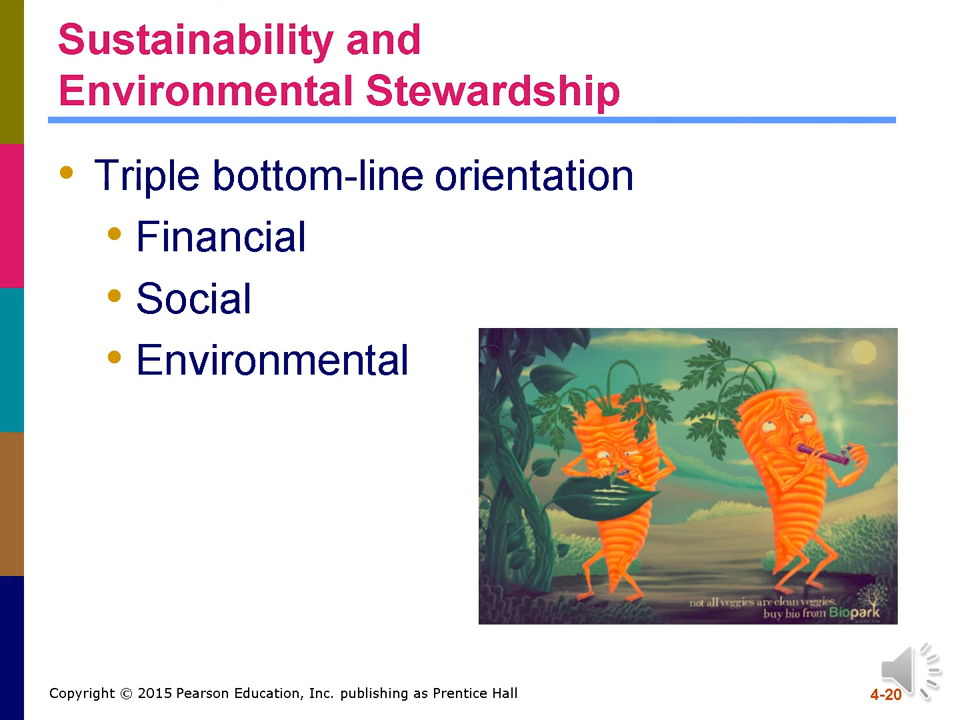 Sustainability and
Environmental Stewardship
• Triple bottom-line orientation
• Financial
• Social
• Environmental
not all veggies are clean veggies.
buy bio from Biopark
Copyright © 2015 Pearson Education, Inc. publishing as Prentice Hall
4-20